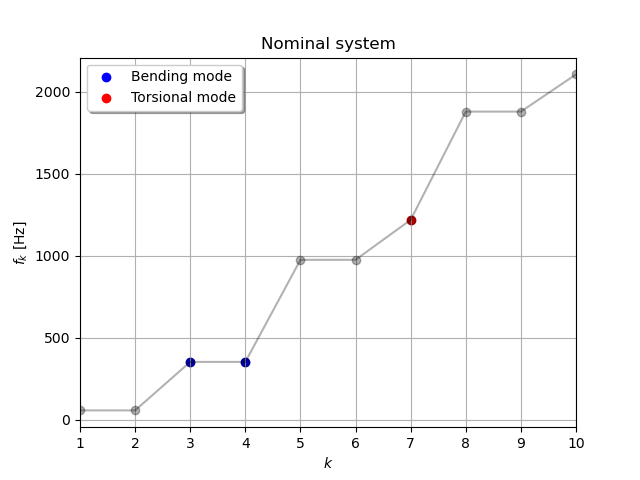 Nominal system
Bending mode
Torsional mode
2000
1500
1000
500
0
f_k [Hz]
1 2 3 4 5 6 7 8 9 10
k